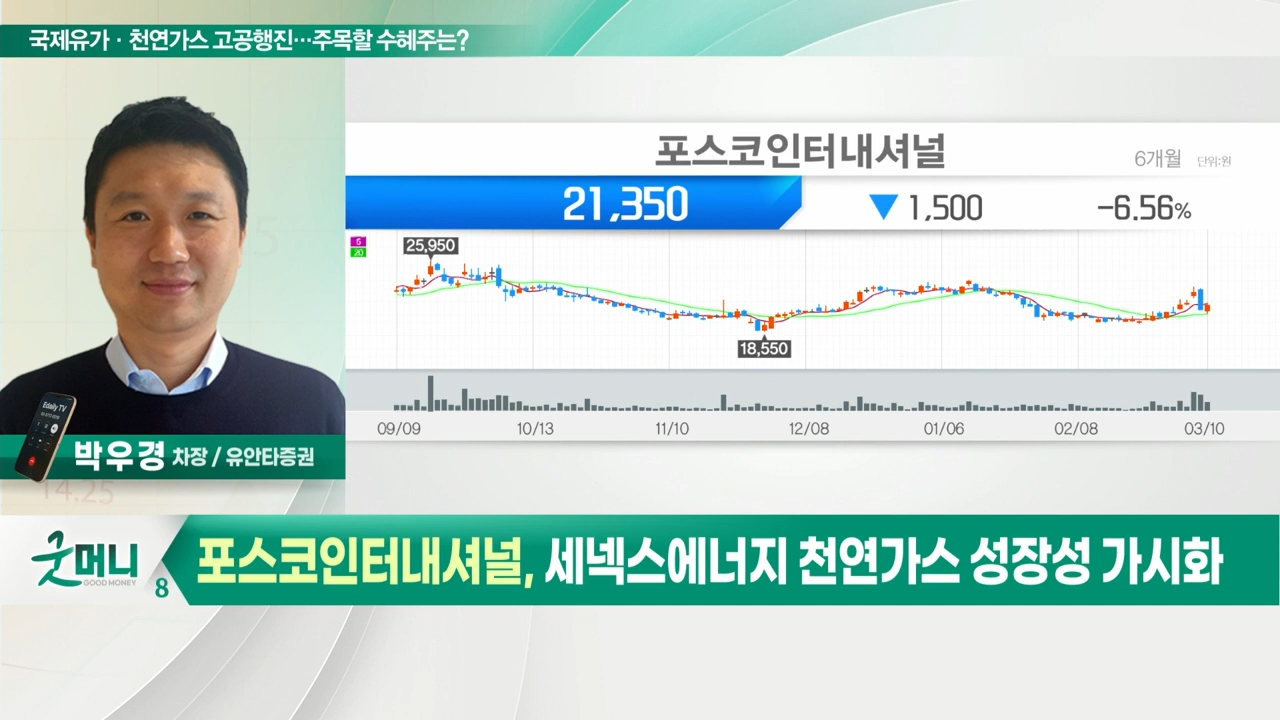 국제유가 · 천연가스 고공행진…주목할 수혜주는?
포스코인터내셔널
6개월 단위:원
21,350 ▼ 1,500 -6.56%
5
20
25,950
18,550
09/09 10/13 11/10 12/08 01/06 02/08 03/10
Edaily TV
박우경 차장 / 유안타증권
14.25
굿머니
GOOD MONEY
8
포스코인터내셔널, 세넥스에너지 천연가스 성장성 가시화